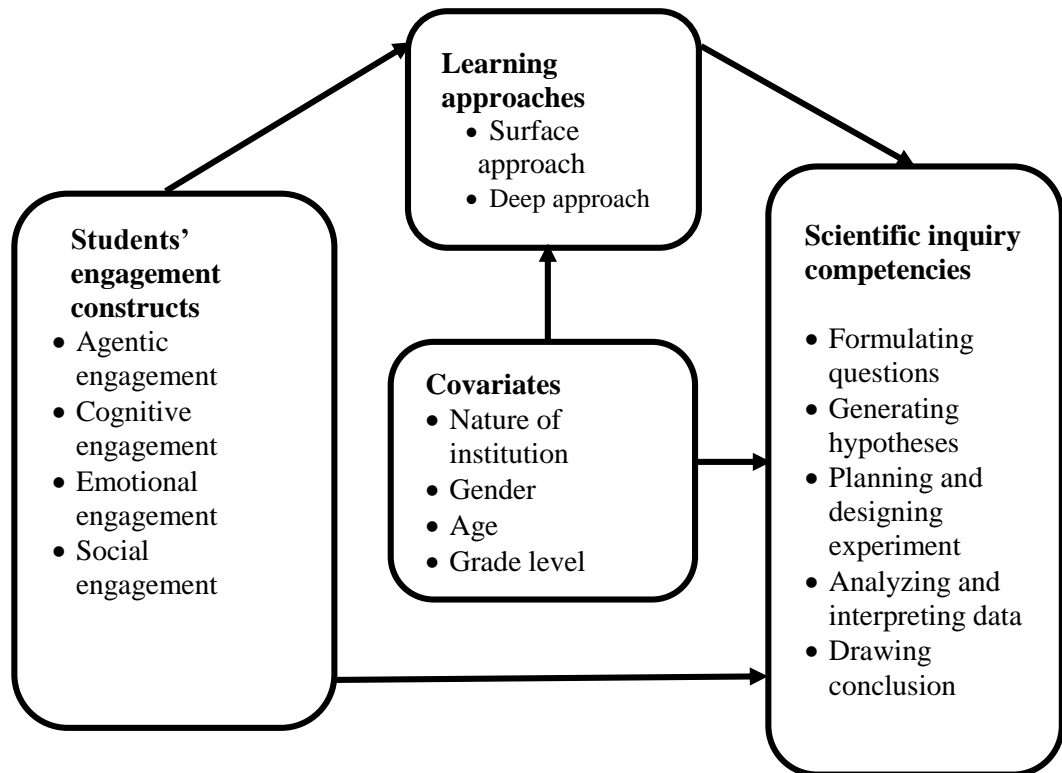 Learning
approaches
• Surface
approach
• Deep approach
Students’
engagement
constructs
• Agentic
engagement
• Cognitive
engagement
• Emotional
engagement
• Social
engagement
Covariates
• Nature of
institution
• Gender
• Age
• Grade level
Scientific inquiry
competencies
• Formulating
questions
• Generating
hypotheses
• Planning and
designing
experiment
• Analyzing and
interpreting data
• Drawing
conclusion